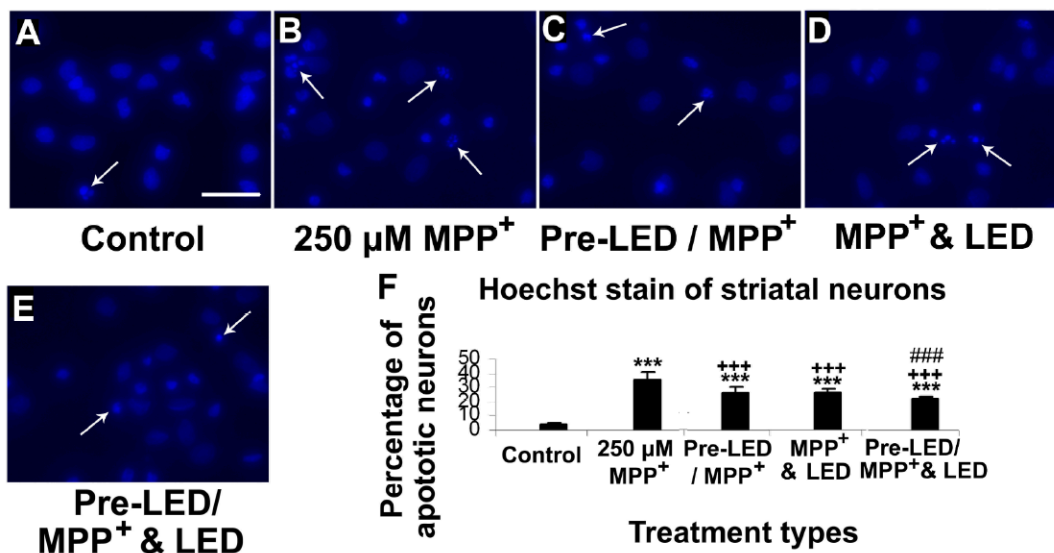 A
B
C
D
Control
250 µM MPP⁺
Pre-LED / MPP⁺
MPP⁺ & LED
E
Pre-LED/
MPP⁺ & LED
F
Hoechst stain of striatal neurons
Percentage of
apototic neurons
50
40
30
20
10
0
***
+++
***
+++
***
###
+++
***
Control
250 µM
MPP⁺
Pre-LED
/ MPP⁺
MPP⁺
& LED
Pre-LED/
MPP⁺& LED
Treatment types